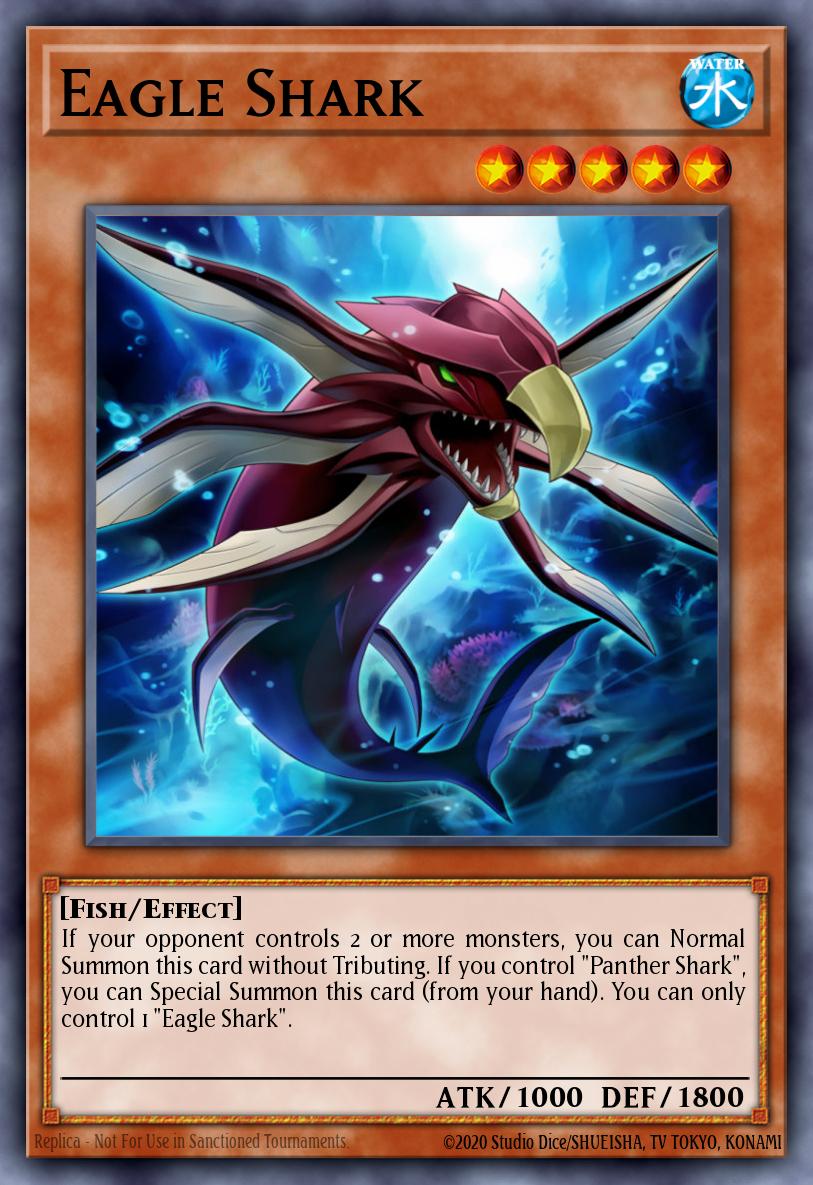 Eagle Shark
WATER
水
[Fish/Effect]
If your opponent controls 2 or more monsters, you can Normal
Summon this card without Tributing. If you control "Panther Shark",
you can Special Summon this card (from your hand). You can only
control 1 "Eagle Shark".
ATK/1000 DEF/1800
Replica - Not For Use in Sanctioned Tournaments.
©2020 Studio Dice/SHUEISHA, TV TOKYO, KONAMI